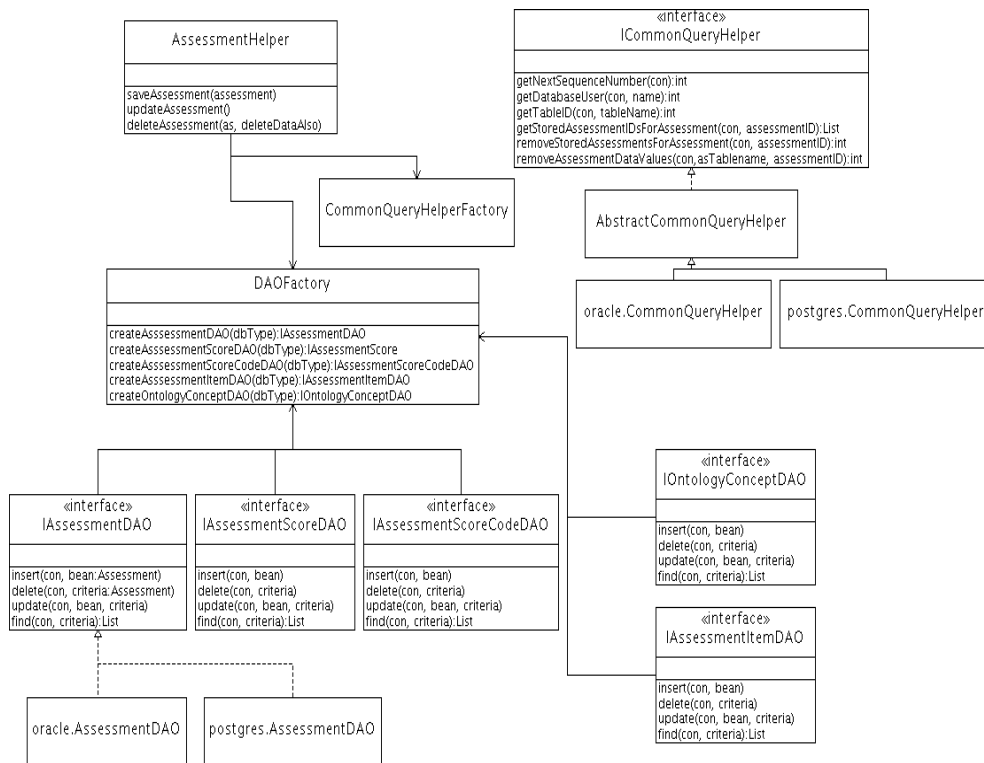 AssessmentHelper
saveAssessment(assessment)
updateAssessment()
deleteAssessment(as, deleteDataAlso)
«interface»
ICommonQueryHelper
getNextSequenceNumber(con):int
getDatabaseUser(con, name):int
getTableID(con, tableName):int
getStoredAssessmentIDsForAssessment(con, assessmentID):List
removeStoredAssessmentsForAssessment(con, assessmentID):int
removeAssessmentDataValues(con,asTablename, assessmentID):int
CommonQueryHelperFactory
AbstractCommonQueryHelper
oracle.CommonQueryHelper
postgres.CommonQueryHelper
DAOFactory
createAsssessmentDAO(dbType):IAssessmentDAO
createAsssessmentScoreDAO(dbType):IAssessmentScore
createAsssessmentScoreCodeDAO(dbType):IAssessmentScoreCodeDAO
createAsssessmentItemDAO(dbType):IAssessmentItemDAO
createOntologyConceptDAO(dbType):IOntologyConceptDAO
«interface»
IAssessmentDAO
insert(con, bean:Assessment)
delete(con, criteria:Assessment)
update(con, bean, criteria)
find(con, criteria):List
«interface»
IAssessmentScoreDAO
insert(con, bean)
delete(con, criteria)
update(con, bean, criteria)
find(con, criteria):List
«interface»
IAssessmentScoreCodeDAO
insert(con, bean)
delete(con, criteria)
update(con, bean, criteria)
find(con, criteria):List
«interface»
IOntologyConceptDAO
insert(con, bean)
delete(con, criteria)
update(con, bean, criteria)
find(con, criteria):List
«interface»
IAssessmentItemDAO
insert(con, bean)
delete(con, criteria)
update(con, bean, criteria)
find(con, criteria):List
oracle.AssessmentDAO
postgres.AssessmentDAO